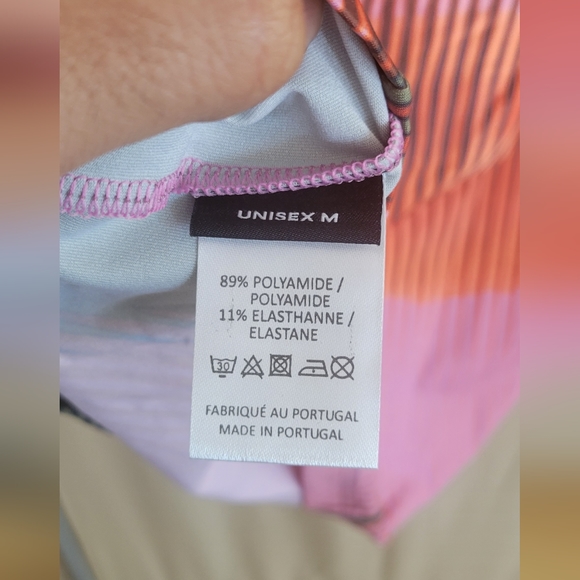 UNISEX M
89% POLYAMIDE /
POLYAMIDE
11% ELASTHANNE /
ELASTANE
30
FABRIQUÉ AU PORTUGAL
MADE IN PORTUGAL